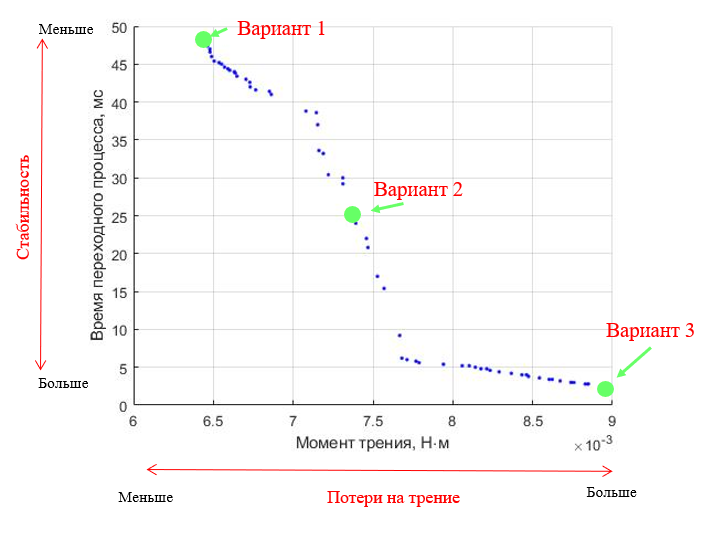 Меньше
Вариант 1
50
45
40
35
30
25
20
15
10
5
0
Время переходного процесса, мс
Стабильность
Вариант 2
Вариант 3
Больше
6
6.5
7
7.5
8
8.5
9
Момент трения, Н·м
×10⁻³
Меньше
Потери на трение
Больше